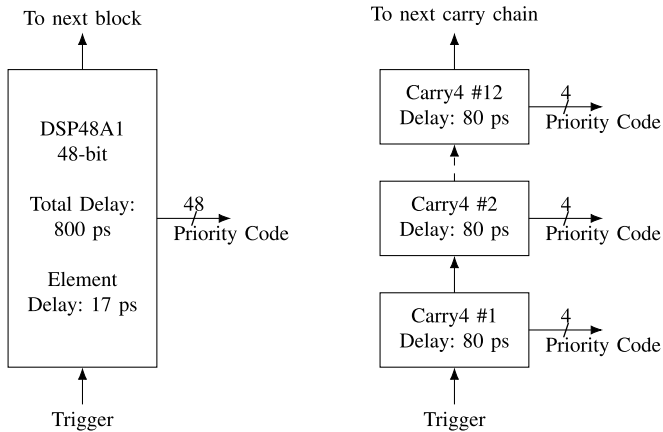 To next block
DSP48A1
48-bit
Total Delay:
800 ps
Element
Delay: 17 ps
48
Priority Code
Trigger
To next carry chain
Carry4 #12
Delay: 80 ps
4
Priority Code
Carry4 #2
Delay: 80 ps
4
Priority Code
Carry4 #1
Delay: 80 ps
4
Priority Code
Trigger